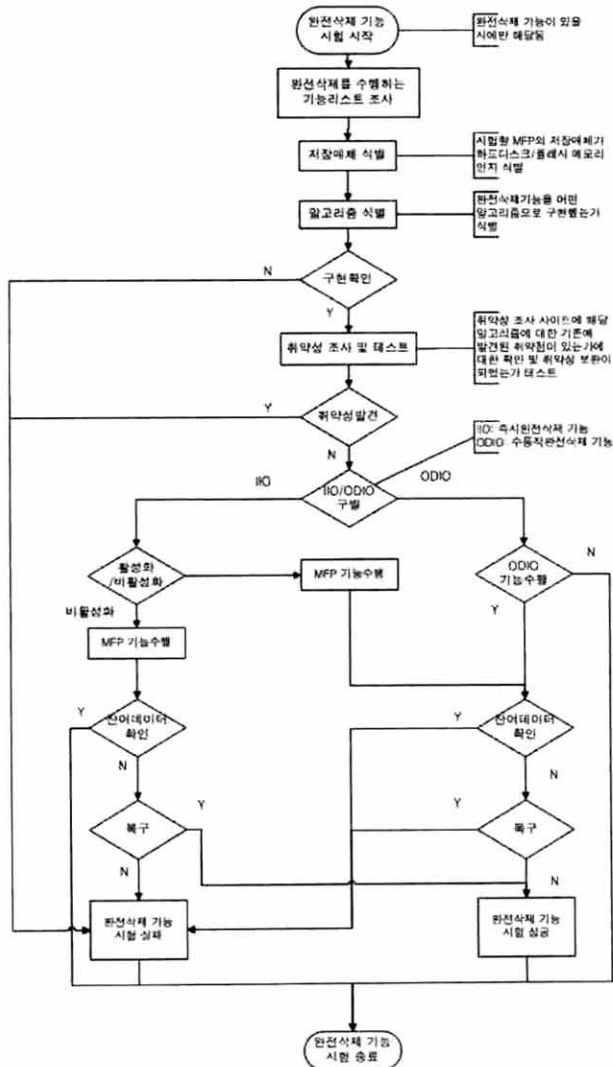 완전삭제 기능
시험 시작
완전삭제 기능이 있을
시에만 해당됨
완전삭제를 수행하는
기능리스트 조사
저장매체 식별
시험할 MFP의 저장매체가
하드디스크/플래시 메모리
인지 식별
알고리즘 식별
완전삭제기능을 어떤
알고리즘으로 구현했는가
식별
N
구현확인
Y
취약성 조사 및 테스트
취약성 조사 사이트에 해당
알고리즘에 대한 기존에
발견된 취약점이 있는가에
대한 확인 및 취약성 보완이
되었는가 테스트
Y
취약성발견
N
IIO: 즉시완전삭제 기능
ODIO: 수동적완전삭제 기능
IIO
IIO/ODIO
구별
ODIO
활성화
/비활성화
MFP 기능수행
ODIO
기능수행
N
비활성화
Y
MFP 기능수행
Y
잔여데이터
확인
Y
잔여데이터
확인
N
N
복구
Y
Y
복구
N
N
완전삭제 기능
시험 실패
완전삭제 기능
시험 성공
완전삭제 기능
시험 종료